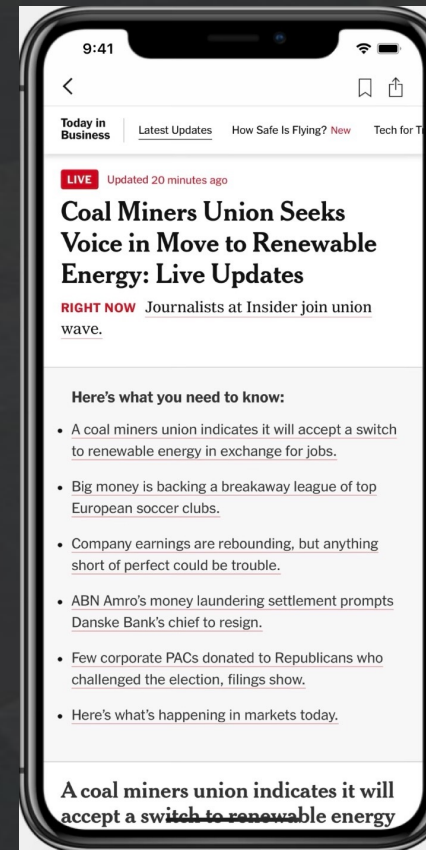 9:41
Today in
Business
Latest Updates
How Safe Is Flying? New
Tech for T
LIVE Updated 20 minutes ago
Coal Miners Union Seeks
Voice in Move to Renewable
Energy: Live Updates
RIGHT NOW Journalists at Insider join union
wave.
Here’s what you need to know:
• A coal miners union indicates it will accept a switch
to renewable energy in exchange for jobs.
• Big money is backing a breakaway league of top
European soccer clubs.
• Company earnings are rebounding, but anything
short of perfect could be trouble.
• ABN Amro’s money laundering settlement prompts
Danske Bank’s chief to resign.
• Few corporate PACs donated to Republicans who
challenged the election, filings show.
• Here’s what’s happening in markets today.
A coal miners union indicates it will
accept a switch to renewable energy